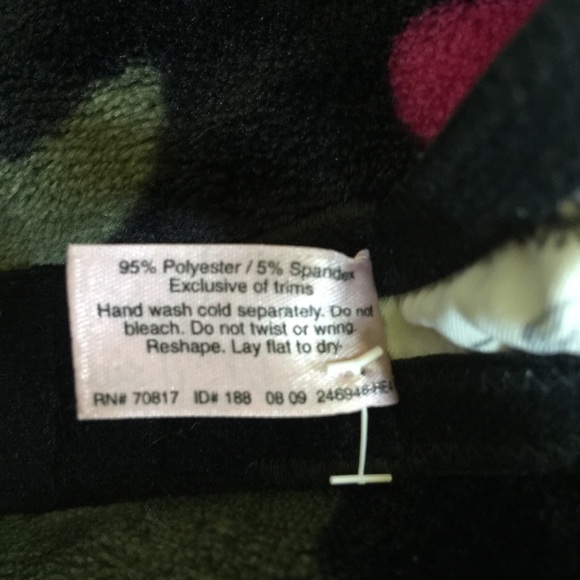 95% Polyester / 5% Spandex
Exclusive of trims
Hand wash cold separately. Do not
bleach. Do not twist or wring.
Reshape. Lay flat to dry.
RN# 70817 ID# 188 08 09